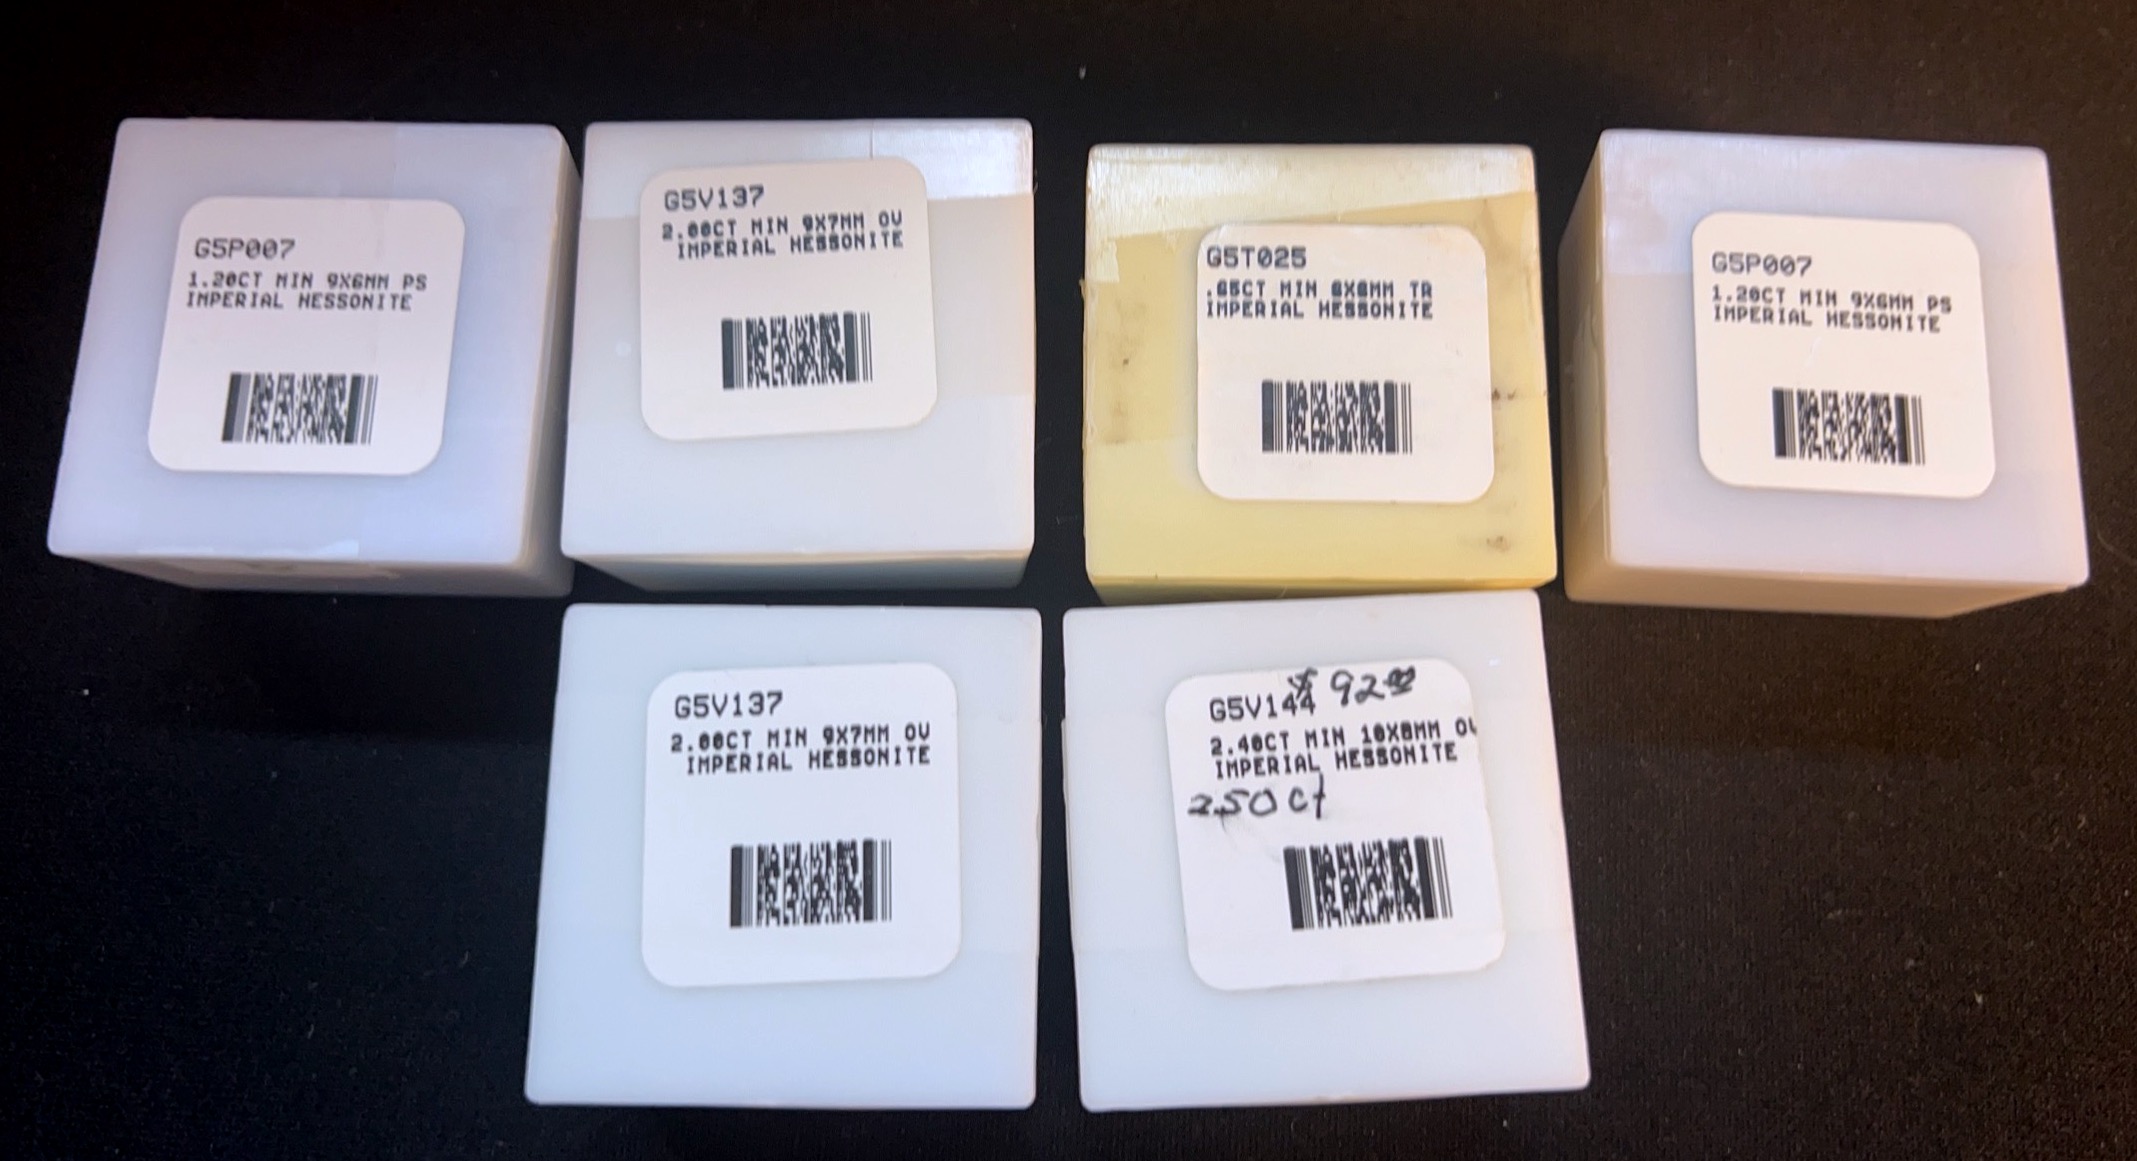 G5P007
1.20CT MIN 9X6MM PS
IMPERIAL HESSONITE
G5V137
2.00CT MIN 9X7MM OV
IMPERIAL HESSONITE
G5T025
.65CT MIN 6X6MM TR
IMPERIAL HESSONITE
G5P007
1.20CT MIN 9X6MM PS
IMPERIAL HESSONITE
G5V137
2.00CT MIN 9X7MM OV
IMPERIAL HESSONITE
G5V144 $92.00
2.40CT MIN 10X8MM OV
IMPERIAL HESSONITE
2.50 ct